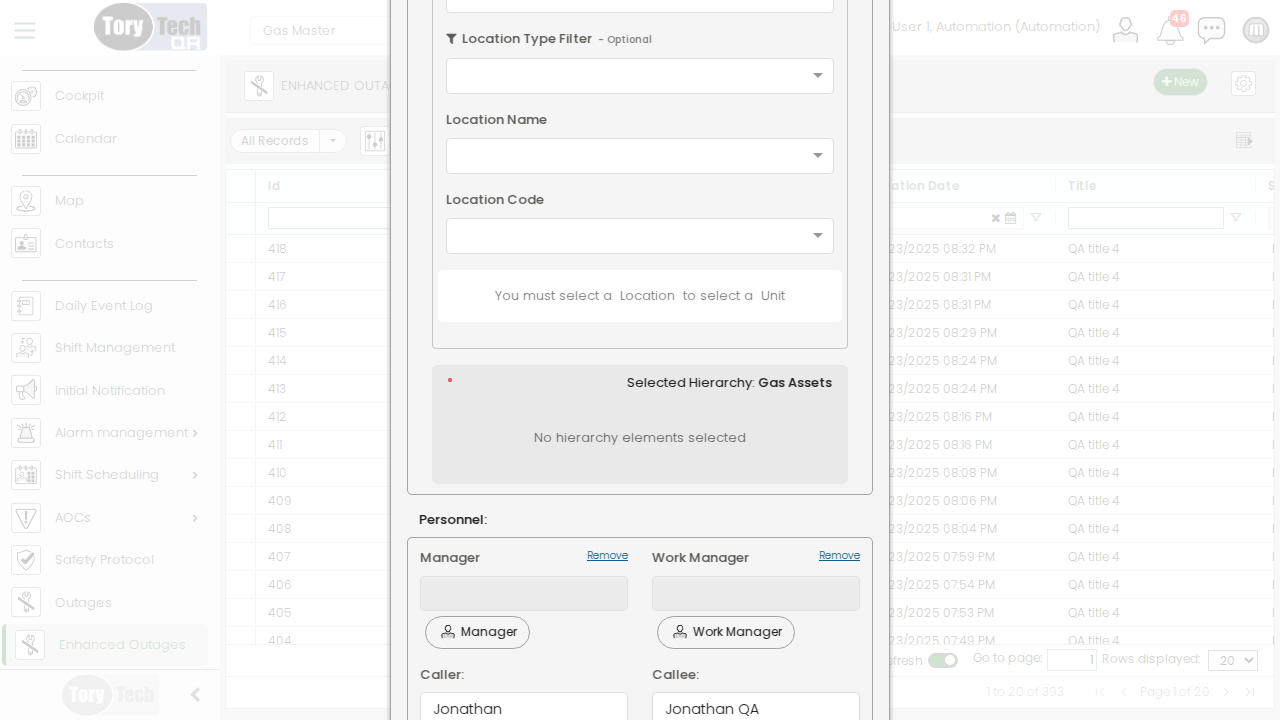 Tory Tech
QA
Gas Master
User 1, Automation (Automation)
46
Cockpit
Calendar
Map
Contacts
Daily Event Log
Shift Management
Initial Notification
Alarm management
Shift Scheduling
AOCs
Safety Protocol
Outages
Enhanced Outages
Tory Tech
ENHANCED OUTA
New
All Records
Id
ation Date
Title
S
418
23/2025 08:32 PM
QA title 4
417
23/2025 08:31 PM
QA title 4
416
23/2025 08:31 PM
QA title 4
415
23/2025 08:29 PM
QA title 4
414
23/2025 08:24 PM
QA title 4
413
23/2025 08:24 PM
QA title 4
412
23/2025 08:16 PM
QA title 4
411
23/2025 08:16 PM
QA title 4
410
23/2025 08:08 PM
QA title 4
409
23/2025 08:06 PM
QA title 4
408
23/2025 08:04 PM
QA title 4
407
23/2025 07:59 PM
QA title 4
406
23/2025 07:54 PM
QA title 4
405
23/2025 07:53 PM
QA title 4
404
23/2025 07:49 PM
QA title 4
efresh
Go to page:
1
Rows displayed:
20
1 to 20 of 393
Page 1 of 20
Location Type Filter - Optional
Location Name
Location Code
You must select a Location to select a Unit
Selected Hierarchy: Gas Assets
No hierarchy elements selected
Personnel:
Manager
Remove
Work Manager
Remove
Manager
Work Manager
Caller:
Callee:
Jonathan
Jonathan QA